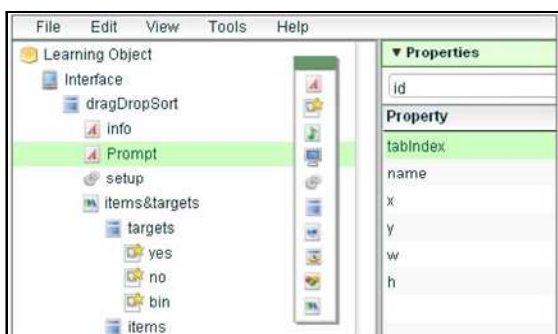 File Edit View Tools Help
Learning Object
Interface
dragDropSort
info
Prompt
setup
items&targets
targets
yes
no
bin
items
▼ Properties
id
Property
tabIndex
name
x
y
w
h